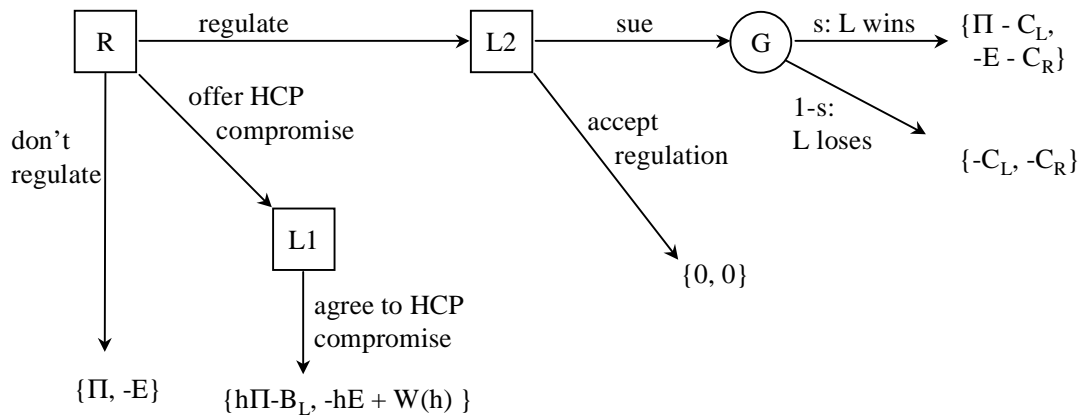 R
regulate
L2
sue
G
s: L wins
{Π - C_L,
-E - C_R}
offer HCP
compromise
don't
regulate
accept
regulation
1-s:
L loses
{-C_L, -C_R}
L1
{0, 0}
agree to HCP
compromise
{Π, -E}
{hΠ-B_L, -hE + W(h) }